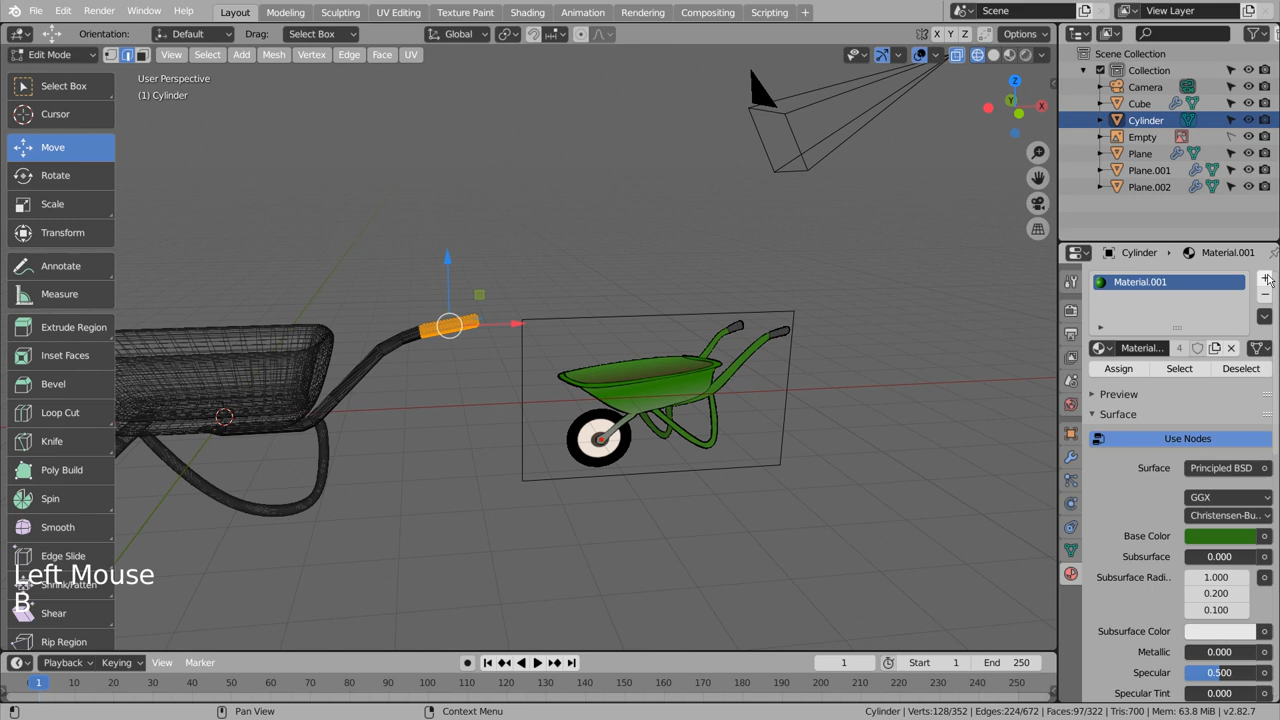 File Edit Render Window Help Layout Modeling Sculpting UV Editing Texture Paint Shading Animation Rendering Compositing Scripting + Scene View Layer
Orientation: Default Drag: Select Box Global X Y Z Options
Edit Mode View Select Add Mesh Vertex Edge Face UV
User Perspective
(1) Cylinder
Select Box
Cursor
Move
Rotate
Scale
Transform
Annotate
Measure
Extrude Region
Inset Faces
Bevel
Loop Cut
Knife
Poly Build
Spin
Smooth
Edge Slide
Shrink/Fatten
Shear
Rip Region
Left Mouse
B
Z
X
Y
Scene Collection
Collection
Camera
Cube
Cylinder
Empty
Plane
Plane.001
Plane.002
Cylinder Material.001
Material.001
Material... 4
Assign Select Deselect
Preview
Surface
Use Nodes
Surface Principled BSD
GGX
Christensen-Bu..
Base Color
Subsurface 0.000
Subsurface Radi.. 1.000
0.200
0.100
Subsurface Color
Metallic 0.000
Specular 0.500
Specular Tint 0.000
Playback Keying View Marker 1 Start 1 End 250
1 10 20 30 40 50 60 70 80 90 100 110 120 130 140 150 160 170 180 190 200 210 220 230 240 250
Pan View Context Menu Cylinder | Verts:128/352 | Edges:224/672 | Faces:97/322 | Tris:700 | Mem: 63.8 MiB | v2.82.7